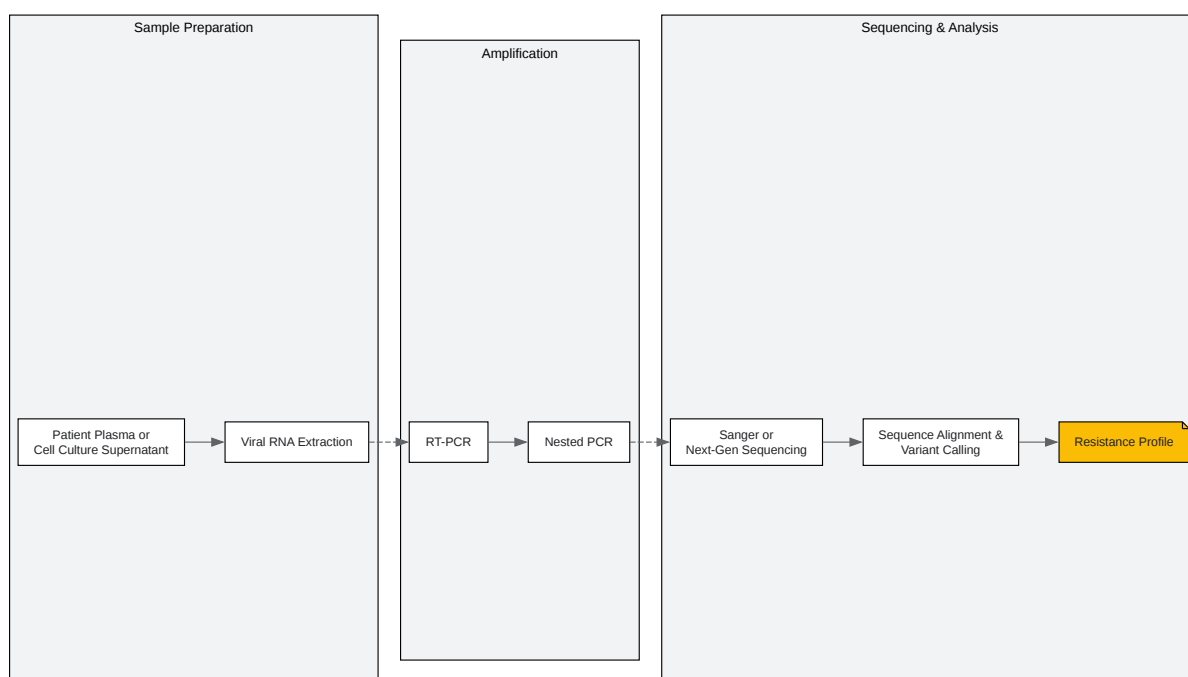 Sample Preparation
Amplification
Sequencing & Analysis
Patient Plasma or
Cell Culture Supernatant
Viral RNA Extraction
RT-PCR
Nested PCR
Sanger or
Next-Gen Sequencing
Sequence Alignment &
Variant Calling
Resistance Profile